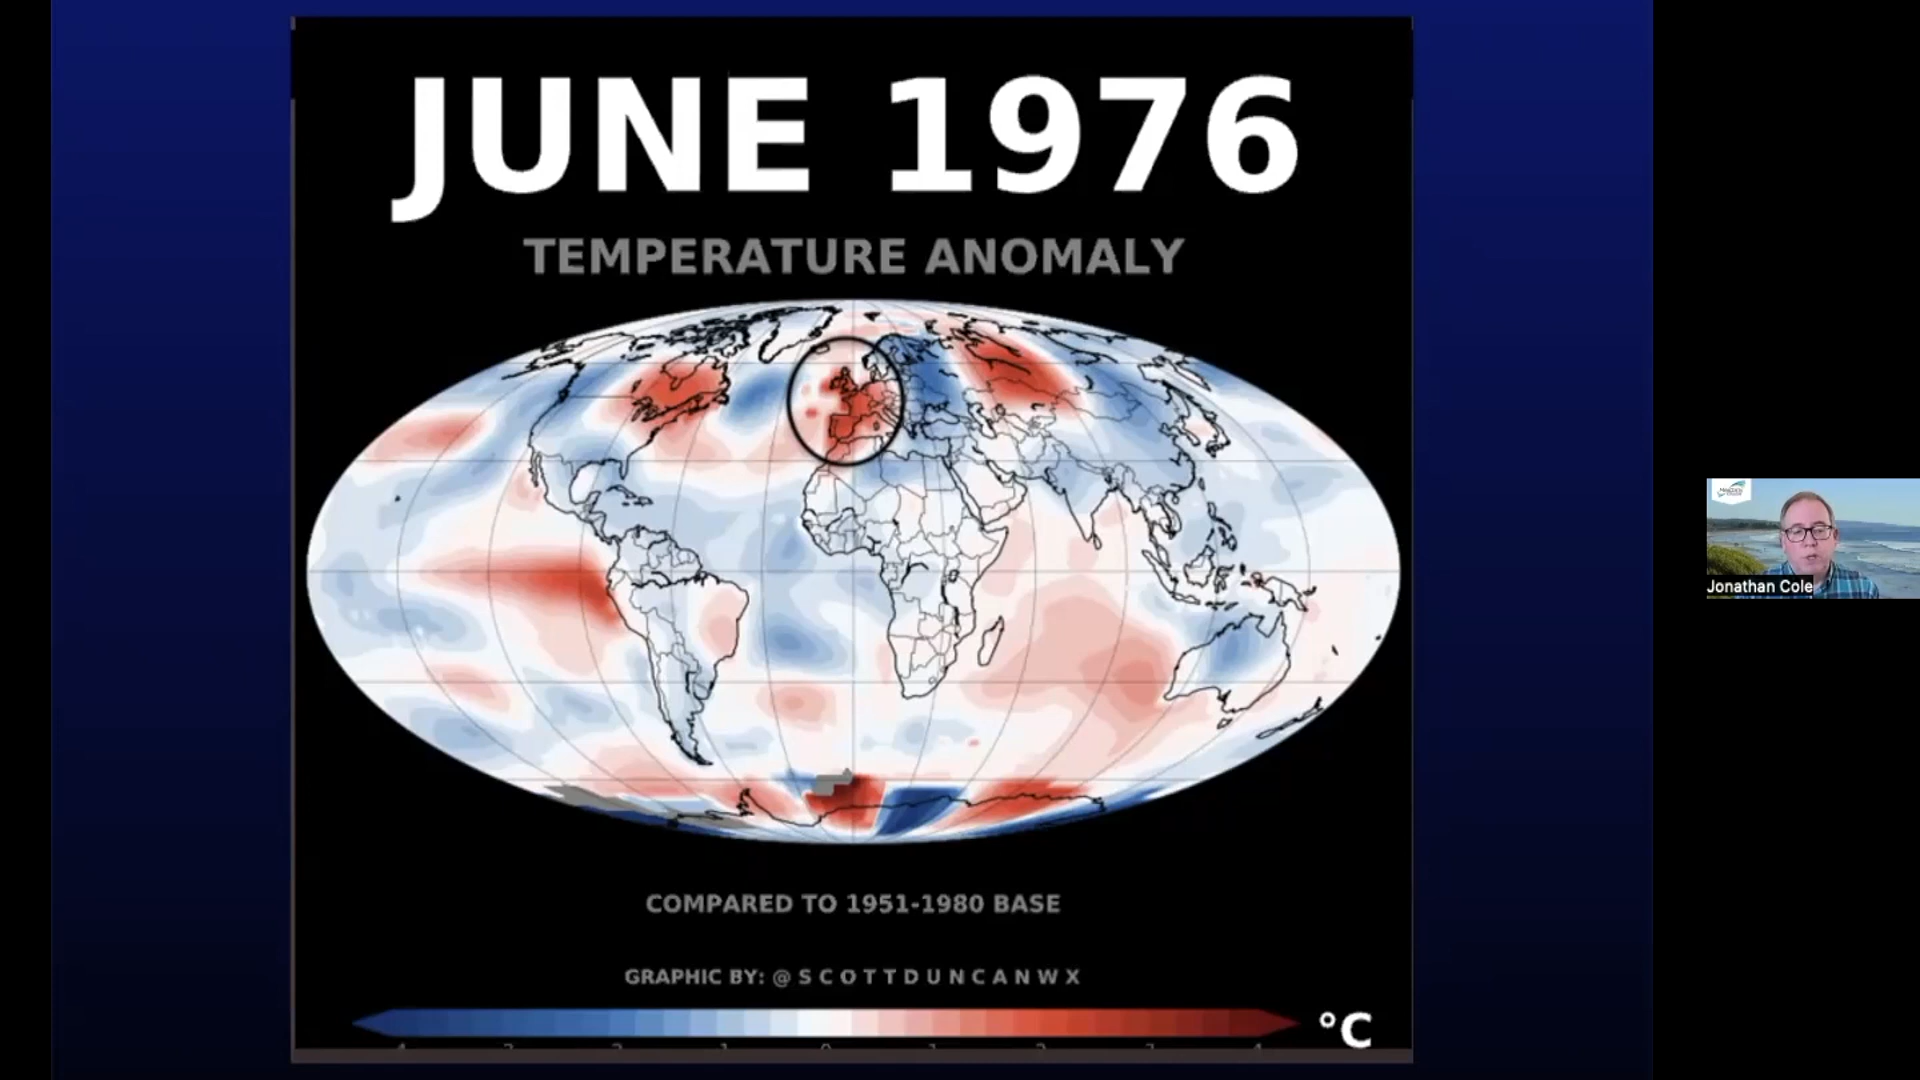 JUNE 1976
TEMPERATURE ANOMALY
COMPARED TO 1951-1980 BASE
GRAPHIC BY: @SCOTTDUNCANWX
°C
Jonathan Cole